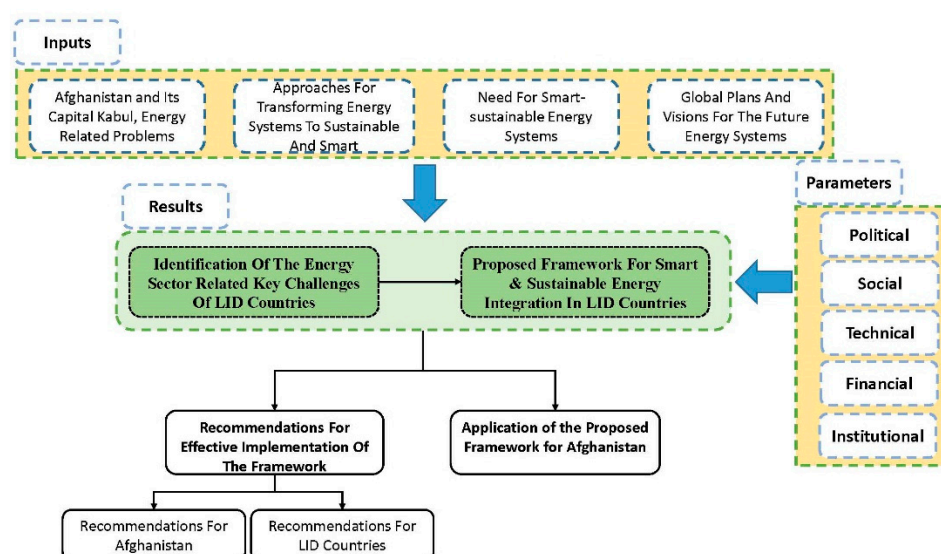 Inputs
Afghanistan and Its
Capital Kabul, Energy
Related Problems
Approaches For
Transforming Energy
Systems To Sustainable
And Smart
Need For Smart-
sustainable Energy
Systems
Global Plans And
Visions For The Future
Energy Systems
Parameters
Political
Social
Technical
Financial
Institutional
Results
Identification Of The Energy
Sector Related Key Challenges
Of LID Countries
Proposed Framework For Smart
& Sustainable Energy
Integration In LID Countries
Recommendations For
Effective Implementation Of
The Framework
Application of the Proposed
Framework for Afghanistan
Recommendations For
Afghanistan
Recommendations For
LID Countries